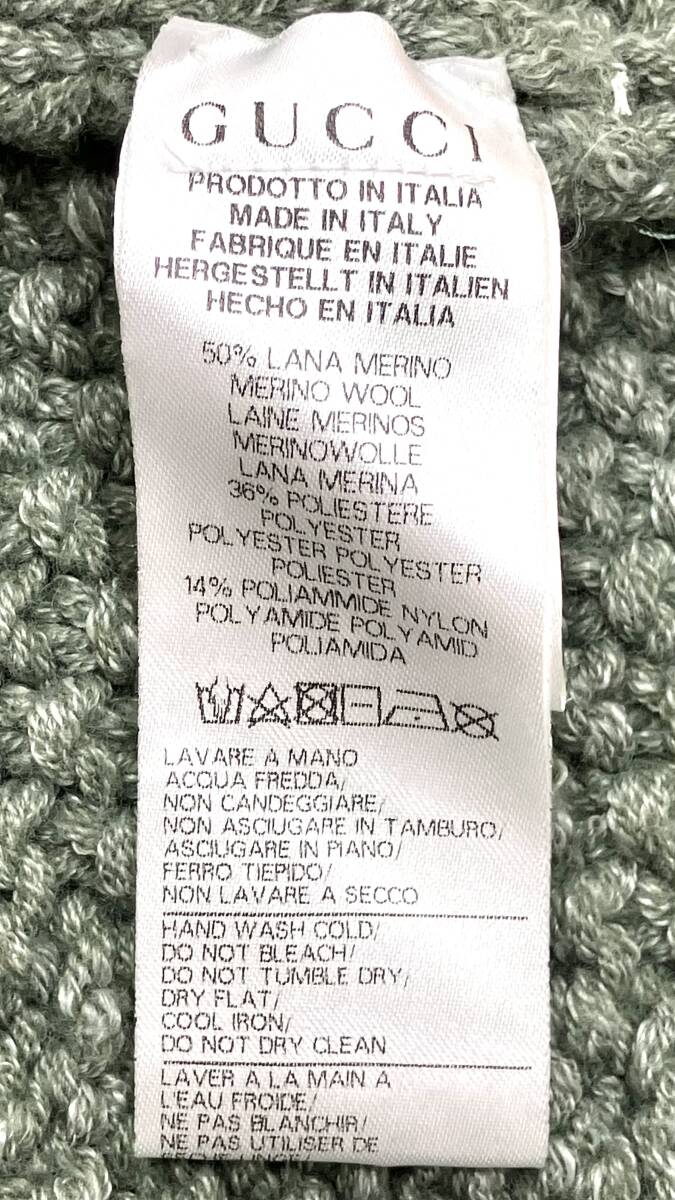 GUCCI
PRODOTTO IN ITALIA
MADE IN ITALY
FABRIQUE EN ITALIE
HERGESTELLT IN ITALIEN
HECHO EN ITALIA
50% LANA MERINO
MERINO WOOL
LAINE MERINOS
MERINOWOLLE
LANA MERINA
36% POLIESTERE
POLYESTER
POLYESTER POLYESTER
POLIESTER
14% POLIAMMIDE NYLON
POLYAMIDE POLYAMID
POLIAMIDA
LAVARE A MANO
ACQUA FREDDA/
NON CANDEGGIARE/
NON ASCIUGARE IN TAMBURO/
ASCIUGARE IN PIANO/
FERRO TIEPIDO/
NON LAVARE A SECCO
HAND WASH COLD/
DO NOT BLEACH/
DO NOT TUMBLE DRY/
DRY FLAT/
COOL IRON/
DO NOT DRY CLEAN
LAVER A LA MAIN A
L'EAU FROIDE/
NE PAS BLANCHIR/
NE PAS UTILISER DE